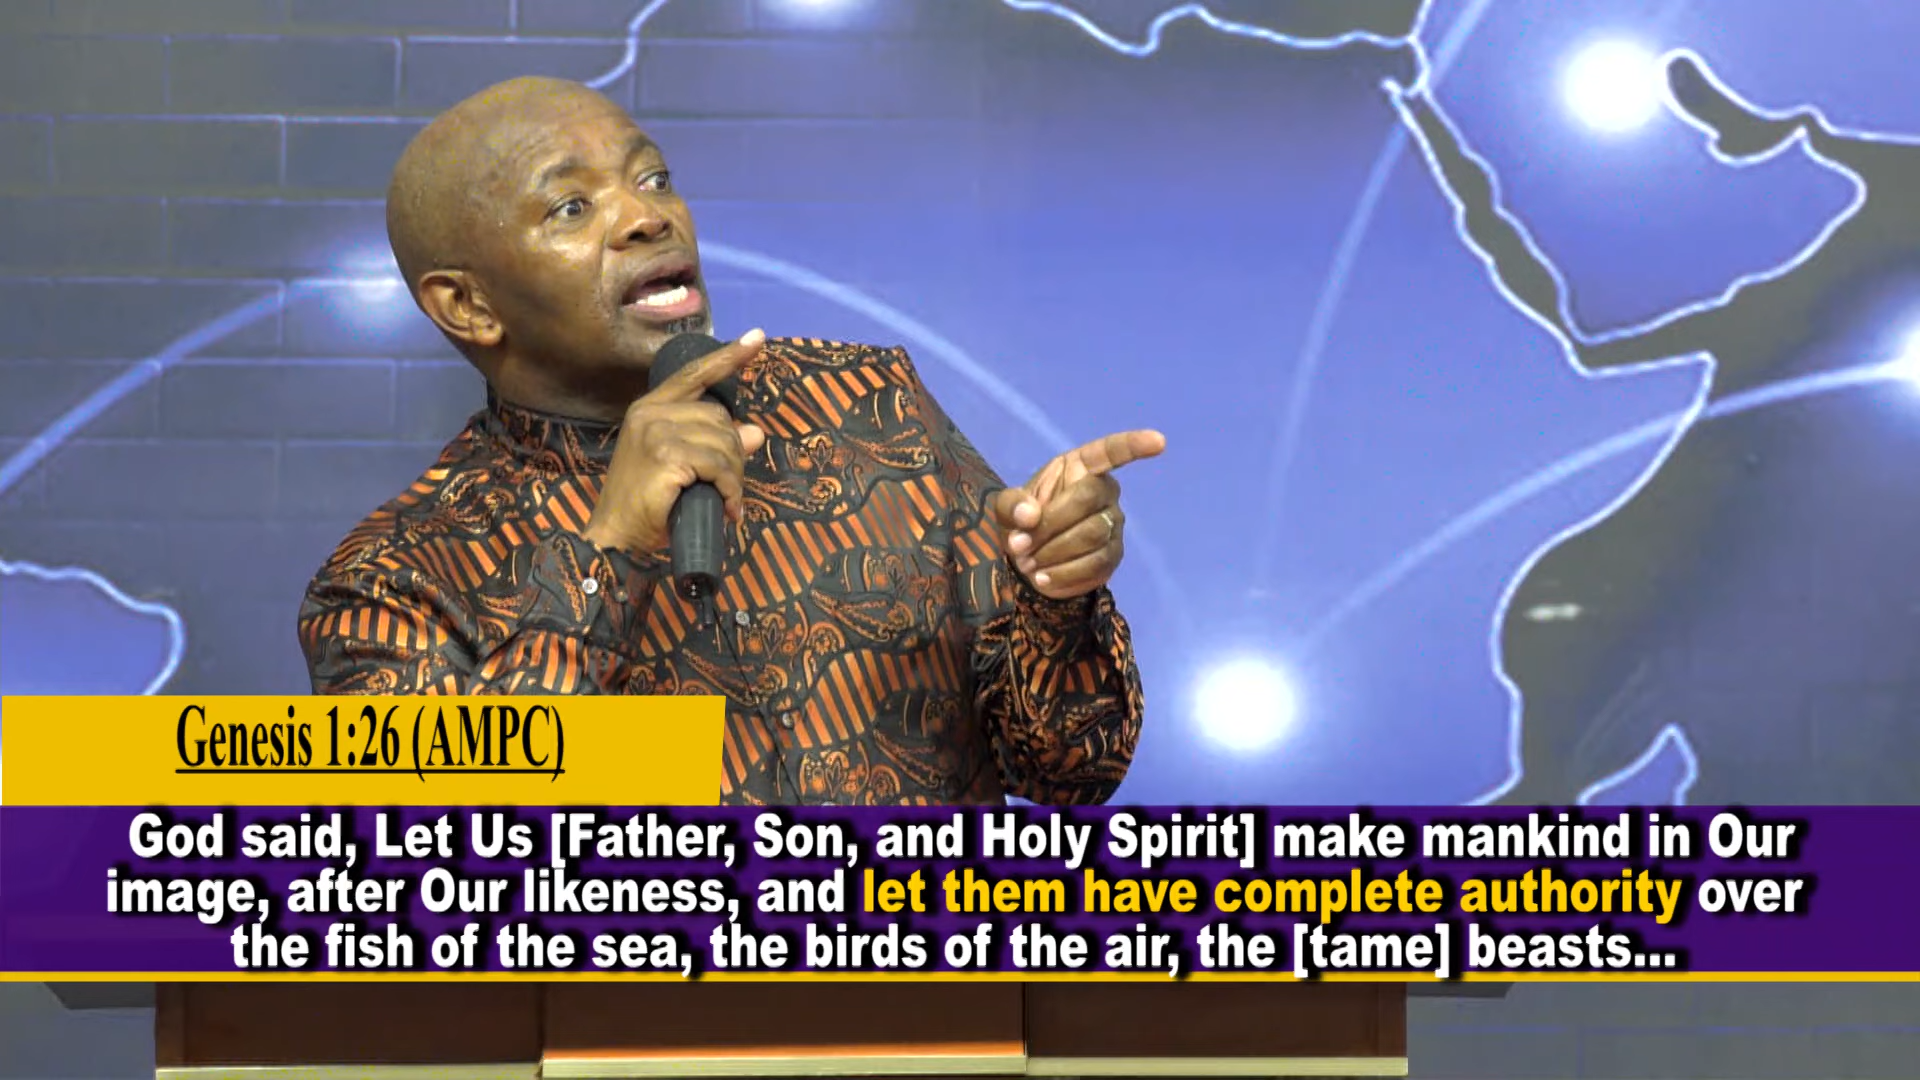 Genesis 1:26 (AMPC)
God said, Let Us [Father, Son, and Holy Spirit] make mankind in Our
image, after Our likeness, and let them have complete authority over
the fish of the sea, the birds of the air, the [tame] beasts...